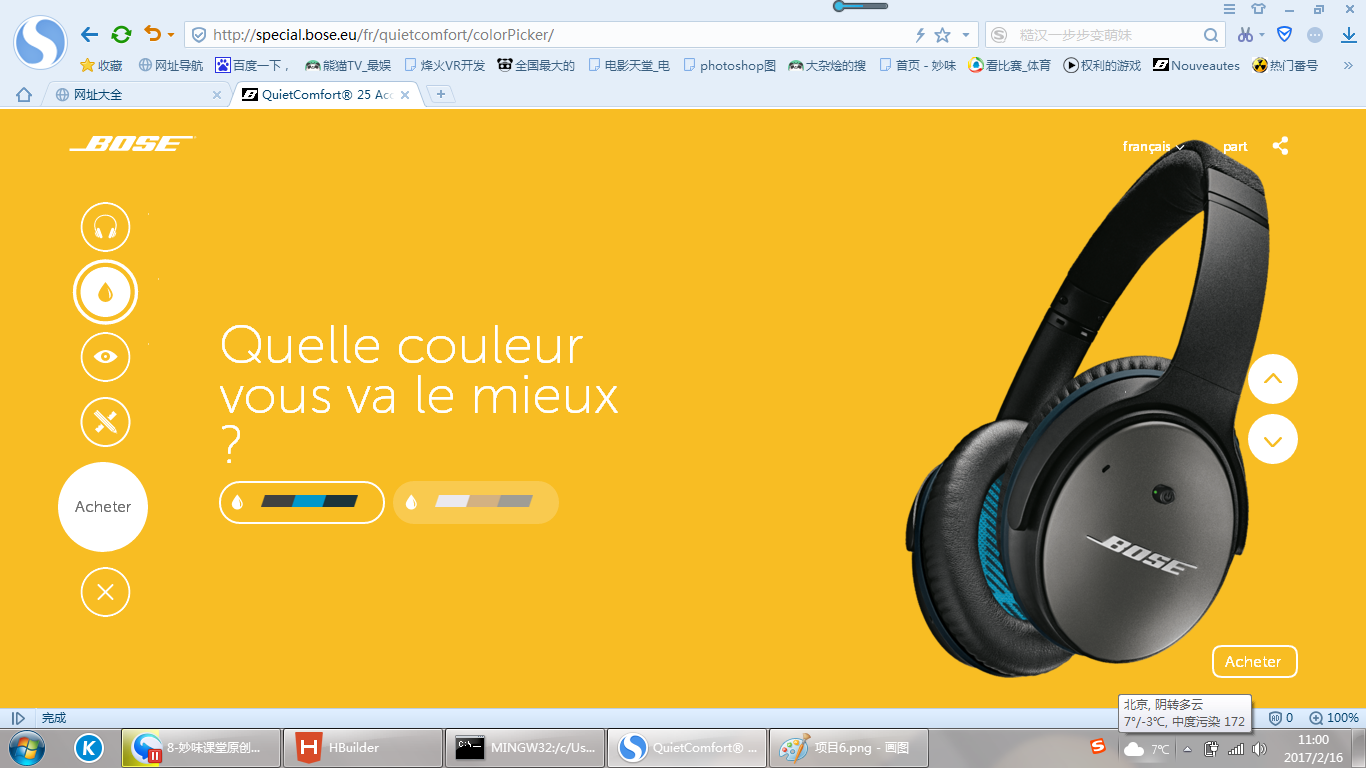 http://special.bose.eu/fr/quietcomfort/colorPicker/
糙汉一步步变萌妹
收藏
网址导航
百度一下，
熊猫TV_最娱
烽火VR开发
全国最大的
电影天堂_电
photoshop图
大杂烩的搜
首页 - 妙味
看比赛_体育
权利的游戏
Nouveautes
热门番号
»
网址大全
QuietComfort® 25 Acc
BOSE
français
part
Quelle couleur
vous va le mieux
?
Acheter
BOSE
Acheter
北京, 阴转多云
7°/-3℃, 中度污染 172
完成
0
100%
8-妙味课堂原创...
HBuilder
MINGW32:/c/Us...
QuietComfort® ...
项目6.png - 画图
7℃
11:00
2017/2/16